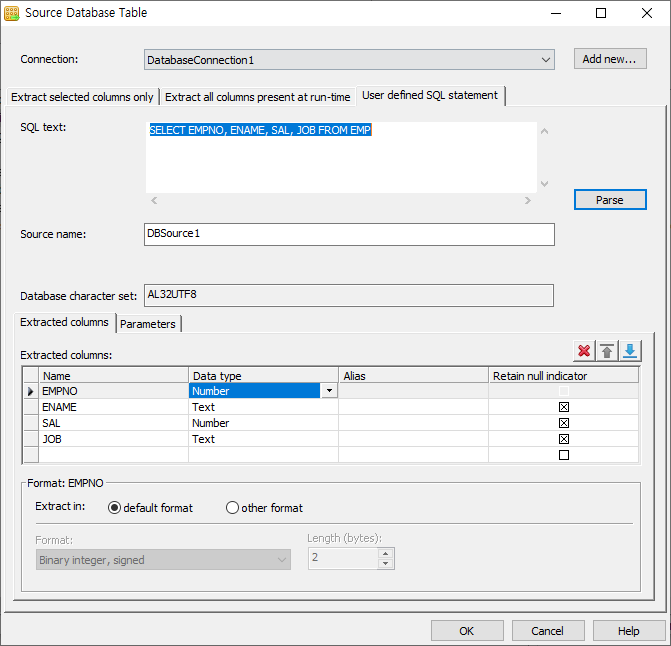 Source Database Table
Connection: DatabaseConnection1 Add new...
Extract selected columns only Extract all columns present at run-time User defined SQL statement
SQL text: SELECT EMPNO, ENAME, SAL, JOB FROM EMP
Parse
Source name: DBSource1
Database character set: AL32UTF8
Extracted columns Parameters
Extracted columns:
Name Data type Alias Retain null indicator
EMPNO Number
ENAME Text
SAL Number
JOB Text
Format: EMPNO
Extract in: default format other format
Format: Length (bytes):
Binary integer, signed 2
OK Cancel Help